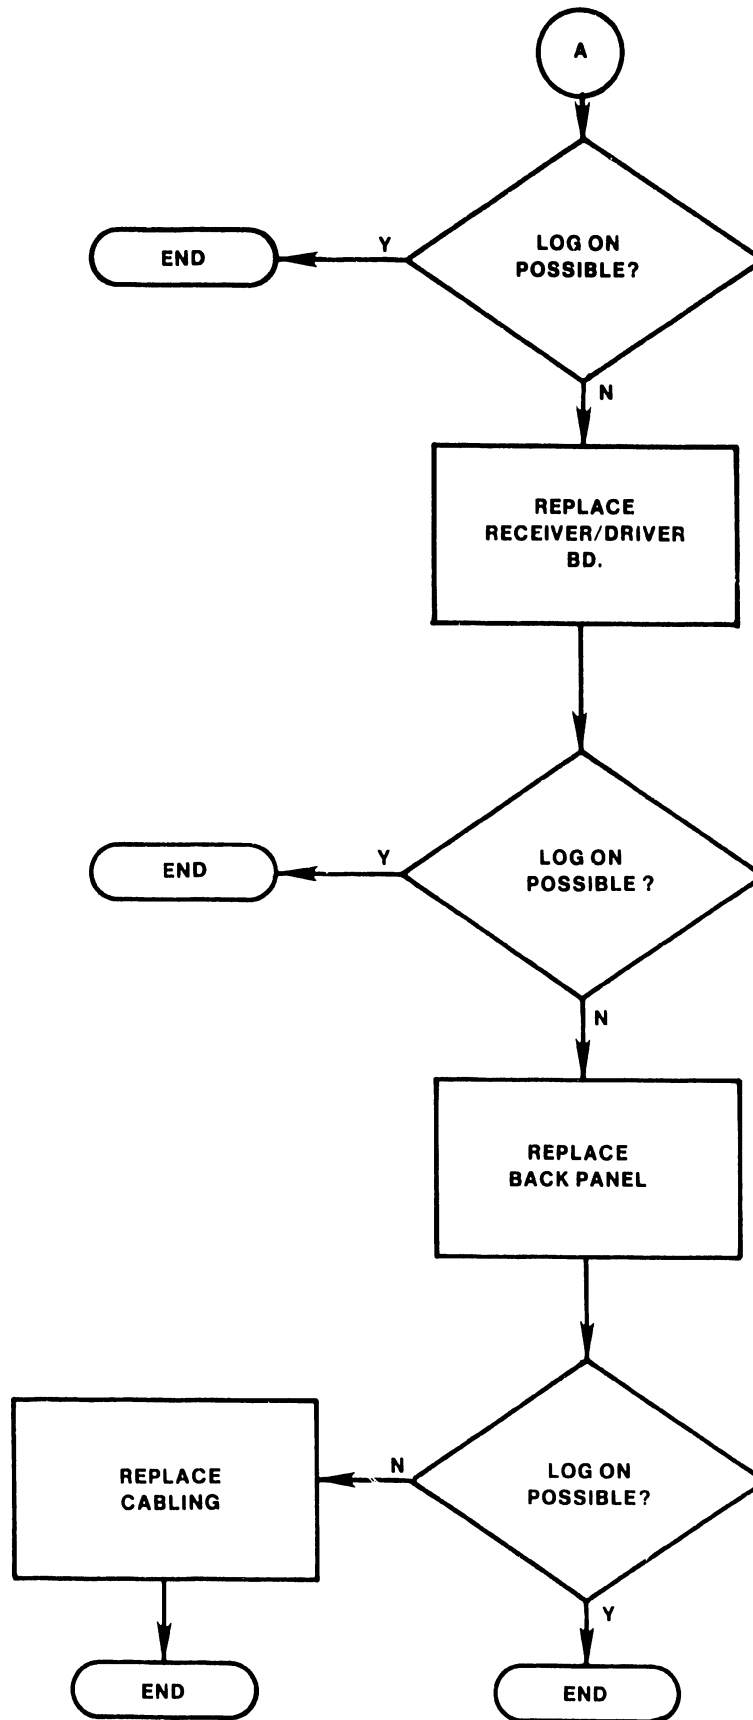 A
LOG ON
POSSIBLE?
Y
END
N
REPLACE
RECEIVER/DRIVER
BD.
LOG ON
POSSIBLE ?
Y
END
N
REPLACE
BACK PANEL
LOG ON
POSSIBLE?
N
REPLACE
CABLING
Y
END
END